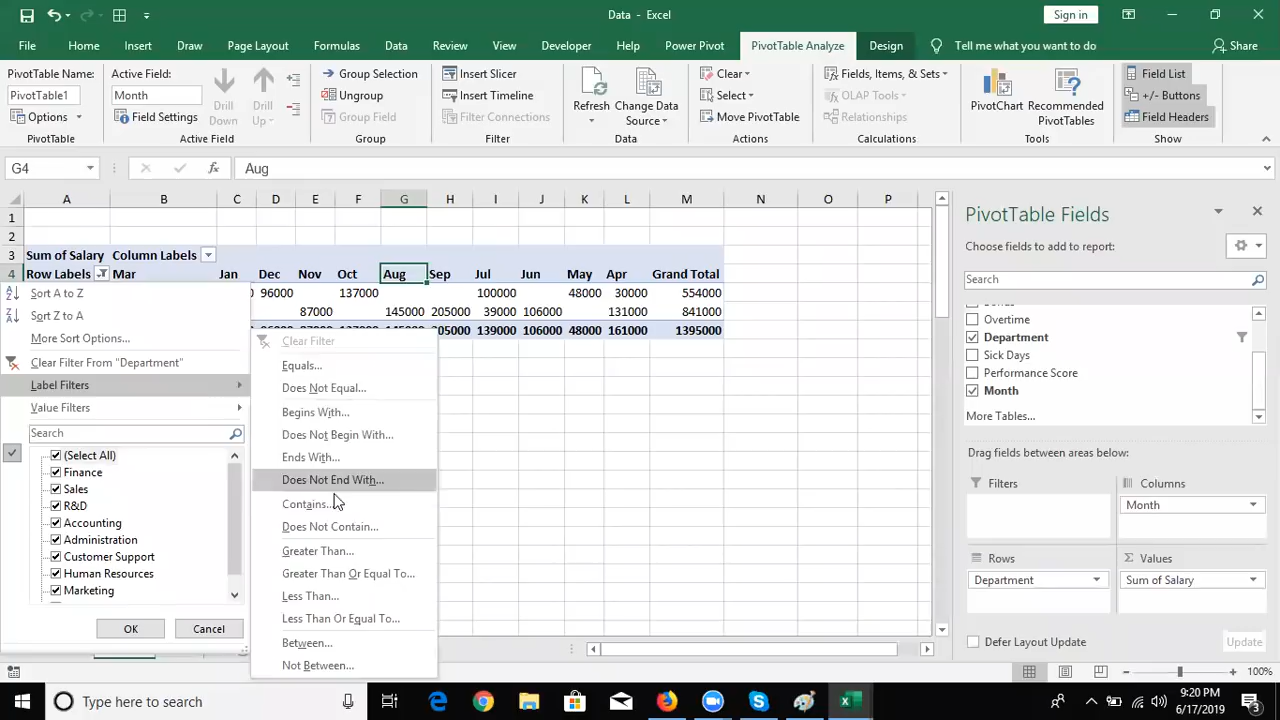 Data - Excel
Sign in
File Home Insert Draw Page Layout Formulas Data Review View Developer Help Power Pivot PivotTable Analyze Design Tell me what you want to do Share
PivotTable Name:
PivotTable1
Options
PivotTable
Active Field:
Month
Field Settings
Drill Down
Drill Up
Active Field
Group Selection
Ungroup
Group Field
Group
Insert Slicer
Insert Timeline
Filter Connections
Filter
Refresh
Change Data Source
Data
Clear
Select
Move PivotTable
Actions
Fields, Items, & Sets
OLAP Tools
Relationships
Calculations
PivotChart
Recommended PivotTables
Tools
Field List
+/- Buttons
Field Headers
Show
G4 fx Aug
A B C D E F G H I J K L M N O P
1
2
3 Sum of Salary Column Labels
4 Row Labels Mar Jan Dec Nov Oct Aug Sep Jul Jun May Apr Grand Total
96000 137000 100000 48000 30000 554000
87000 145000 205000 39000 106000 131000 841000
205000 139000 106000 48000 161000 1395000
Sort A to Z
Sort Z to A
More Sort Options...
Clear Filter From "Department"
Label Filters
Value Filters
Search
(Select All)
Finance
Sales
R&D
Accounting
Administration
Customer Support
Human Resources
Marketing
OK Cancel
Clear Filter
Equals...
Does Not Equal...
Begins With...
Does Not Begin With...
Ends With...
Does Not End With...
Contains...
Does Not Contain...
Greater Than...
Greater Than Or Equal To...
Less Than...
Less Than Or Equal To...
Between...
Not Between...
PivotTable Fields
Choose fields to add to report:
Search
Overtime
Department
Sick Days
Performance Score
Month
More Tables...
Drag fields between areas below:
Filters
Columns
Month
Rows
Department
Values
Sum of Salary
Defer Layout Update
Update
100%
Type here to search
9:20 PM
6/17/2019
3